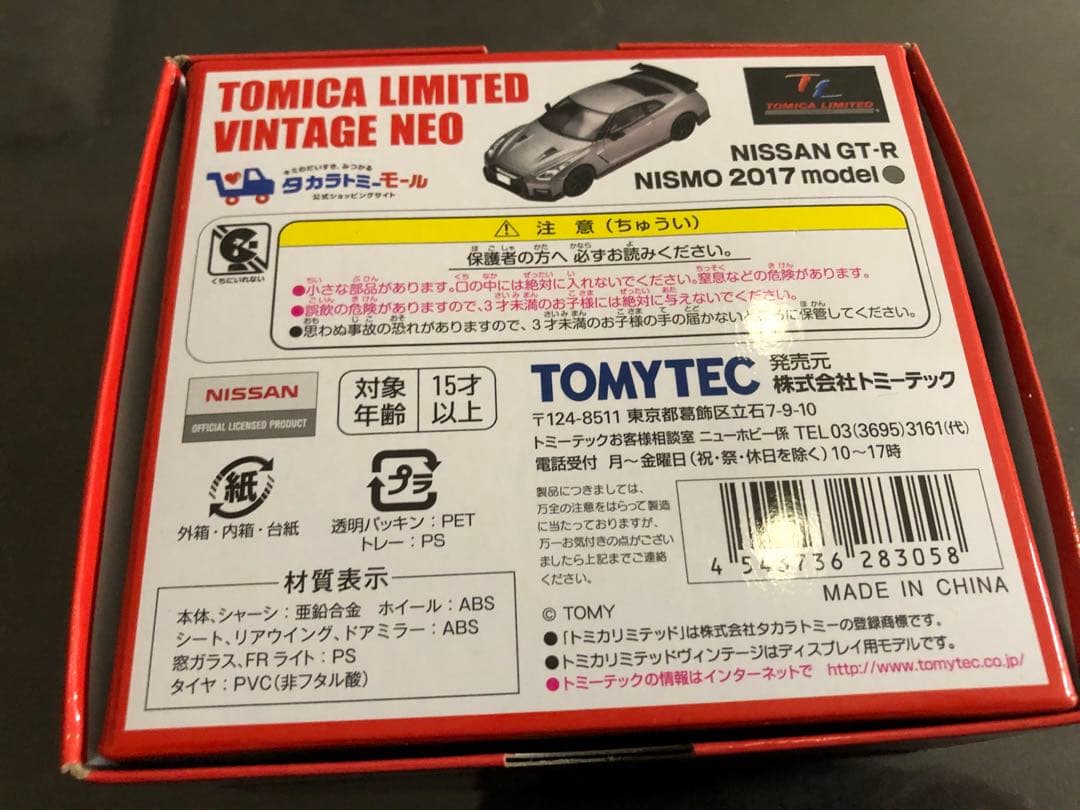 TOMICA LIMITED
VINTAGE NEO
キミのだいすき、みつかる
タカラトミーモール
公式ショッピングサイト
TL
TOMICA LIMITED
NISSAN GT-R
NISMO 2017 model
くちにいれない
⚠ 注 意 (ちゅうい)
保護者の方へ 必ずお読みください。
●小さな部品があります。口の中には絶対に入れないでください。窒息などの危険があります。
●誤飲の危険がありますので、3才未満のお子様には絶対に与えないでください。
●思わぬ事故の恐れがありますので、3才未満のお子様の手の届かない に保管してください。
NISSAN
OFFICIAL LICENSED PRODUCT
対象年齢 15才以上
TOMYTEC 発売元 株式会社トミーテック
〒124-8511 東京都葛飾区立石7-9-10
トミーテックお客様相談室 ニューホビー係 TEL 03(3695)3161(代)
電話受付 月〜金曜日(祝・祭・休日を除く)10〜17時
紙
外箱・内箱・台紙
プラ
透明パッキン:PET
トレー:PS
製品につきましては、
万全の注意をはらって製造
に当たっておりますが、
万一お気付きの点がござい
ましたら上記までご連絡
ください。
4 543736 283058
MADE IN CHINA
材質表示
本体、シャーシ:亜鉛合金 ホイール:ABS
シート、リアウイング、ドアミラー:ABS
窓ガラス、FRライト:PS
タイヤ:PVC(非フタル酸)
© TOMY
●「トミカリミテッド」は株式会社タカラトミーの登録商標です。
●トミカリミテッドヴィンテージはディスプレイ用モデルです。
●トミーテックの情報はインターネットで http://www.tomytec.co.jp/